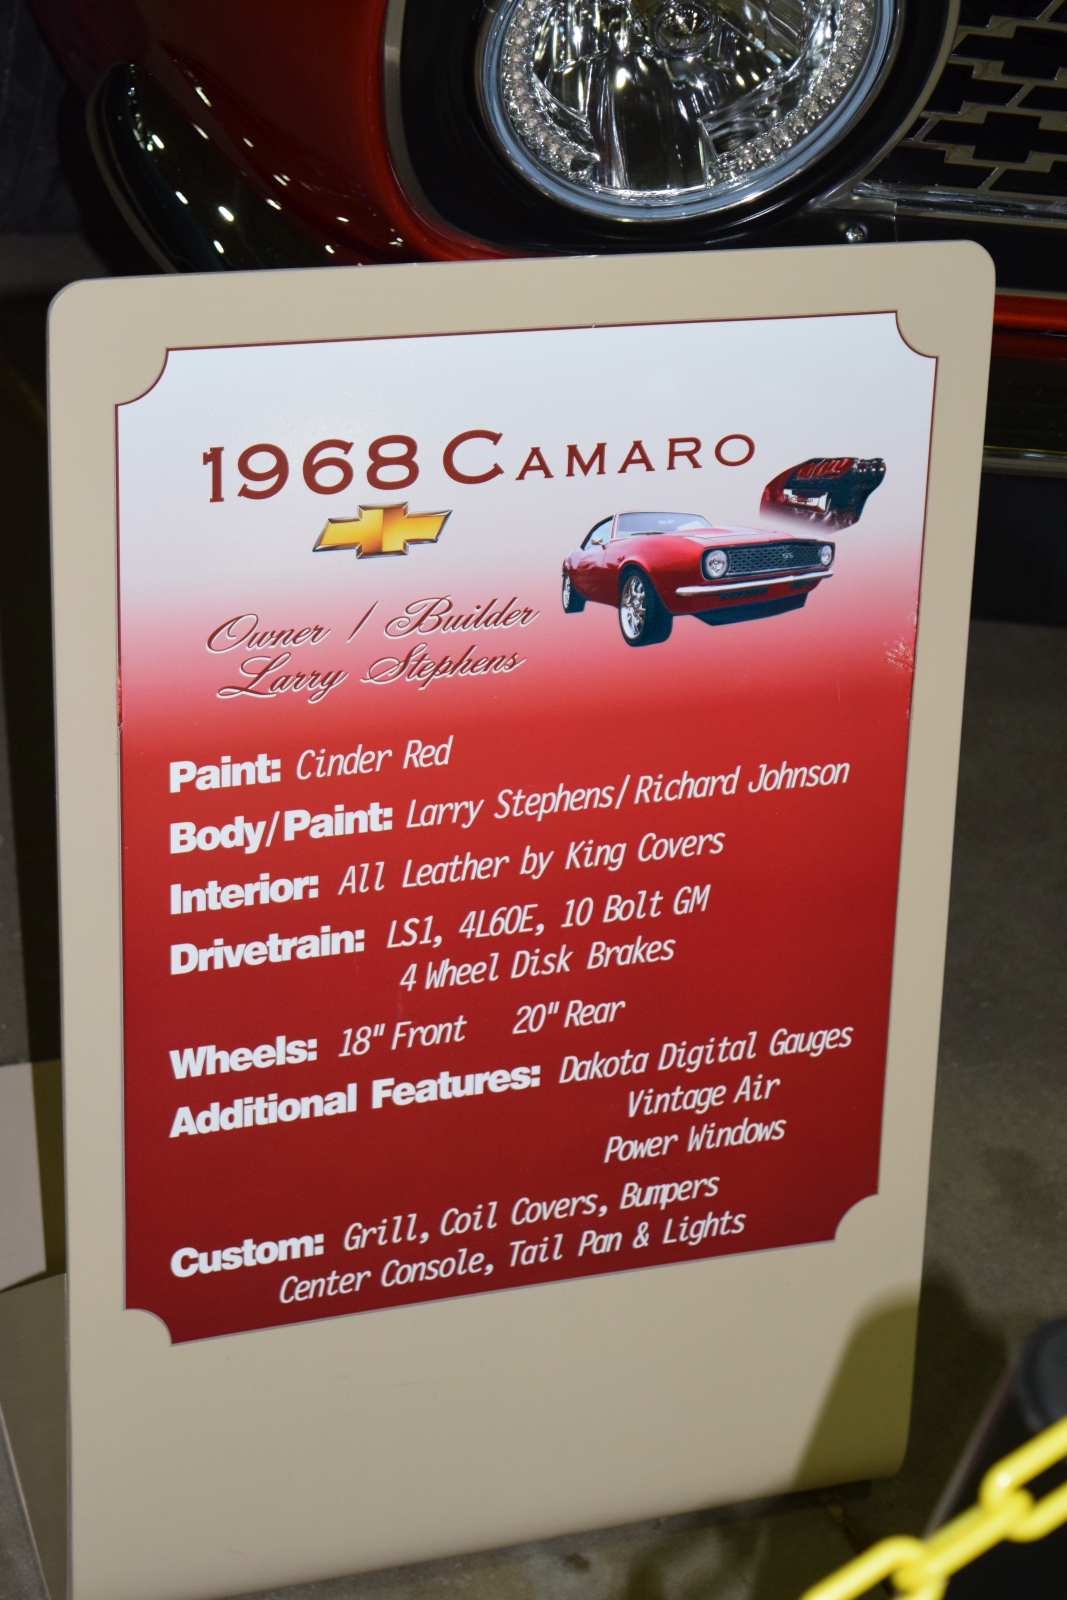 1968 CAMARO
SS
Owner / Builder
Larry Stephens
Paint: Cinder Red
Body/Paint: Larry Stephens/Richard Johnson
Interior: All Leather by King Covers
Drivetrain: LS1, 4L60E, 10 Bolt GM
4 Wheel Disk Brakes
Wheels: 18" Front 20" Rear
Additional Features: Dakota Digital Gauges
Vintage Air
Power Windows
Custom: Grill, Coil Covers, Bumpers
Center Console, Tail Pan & Lights